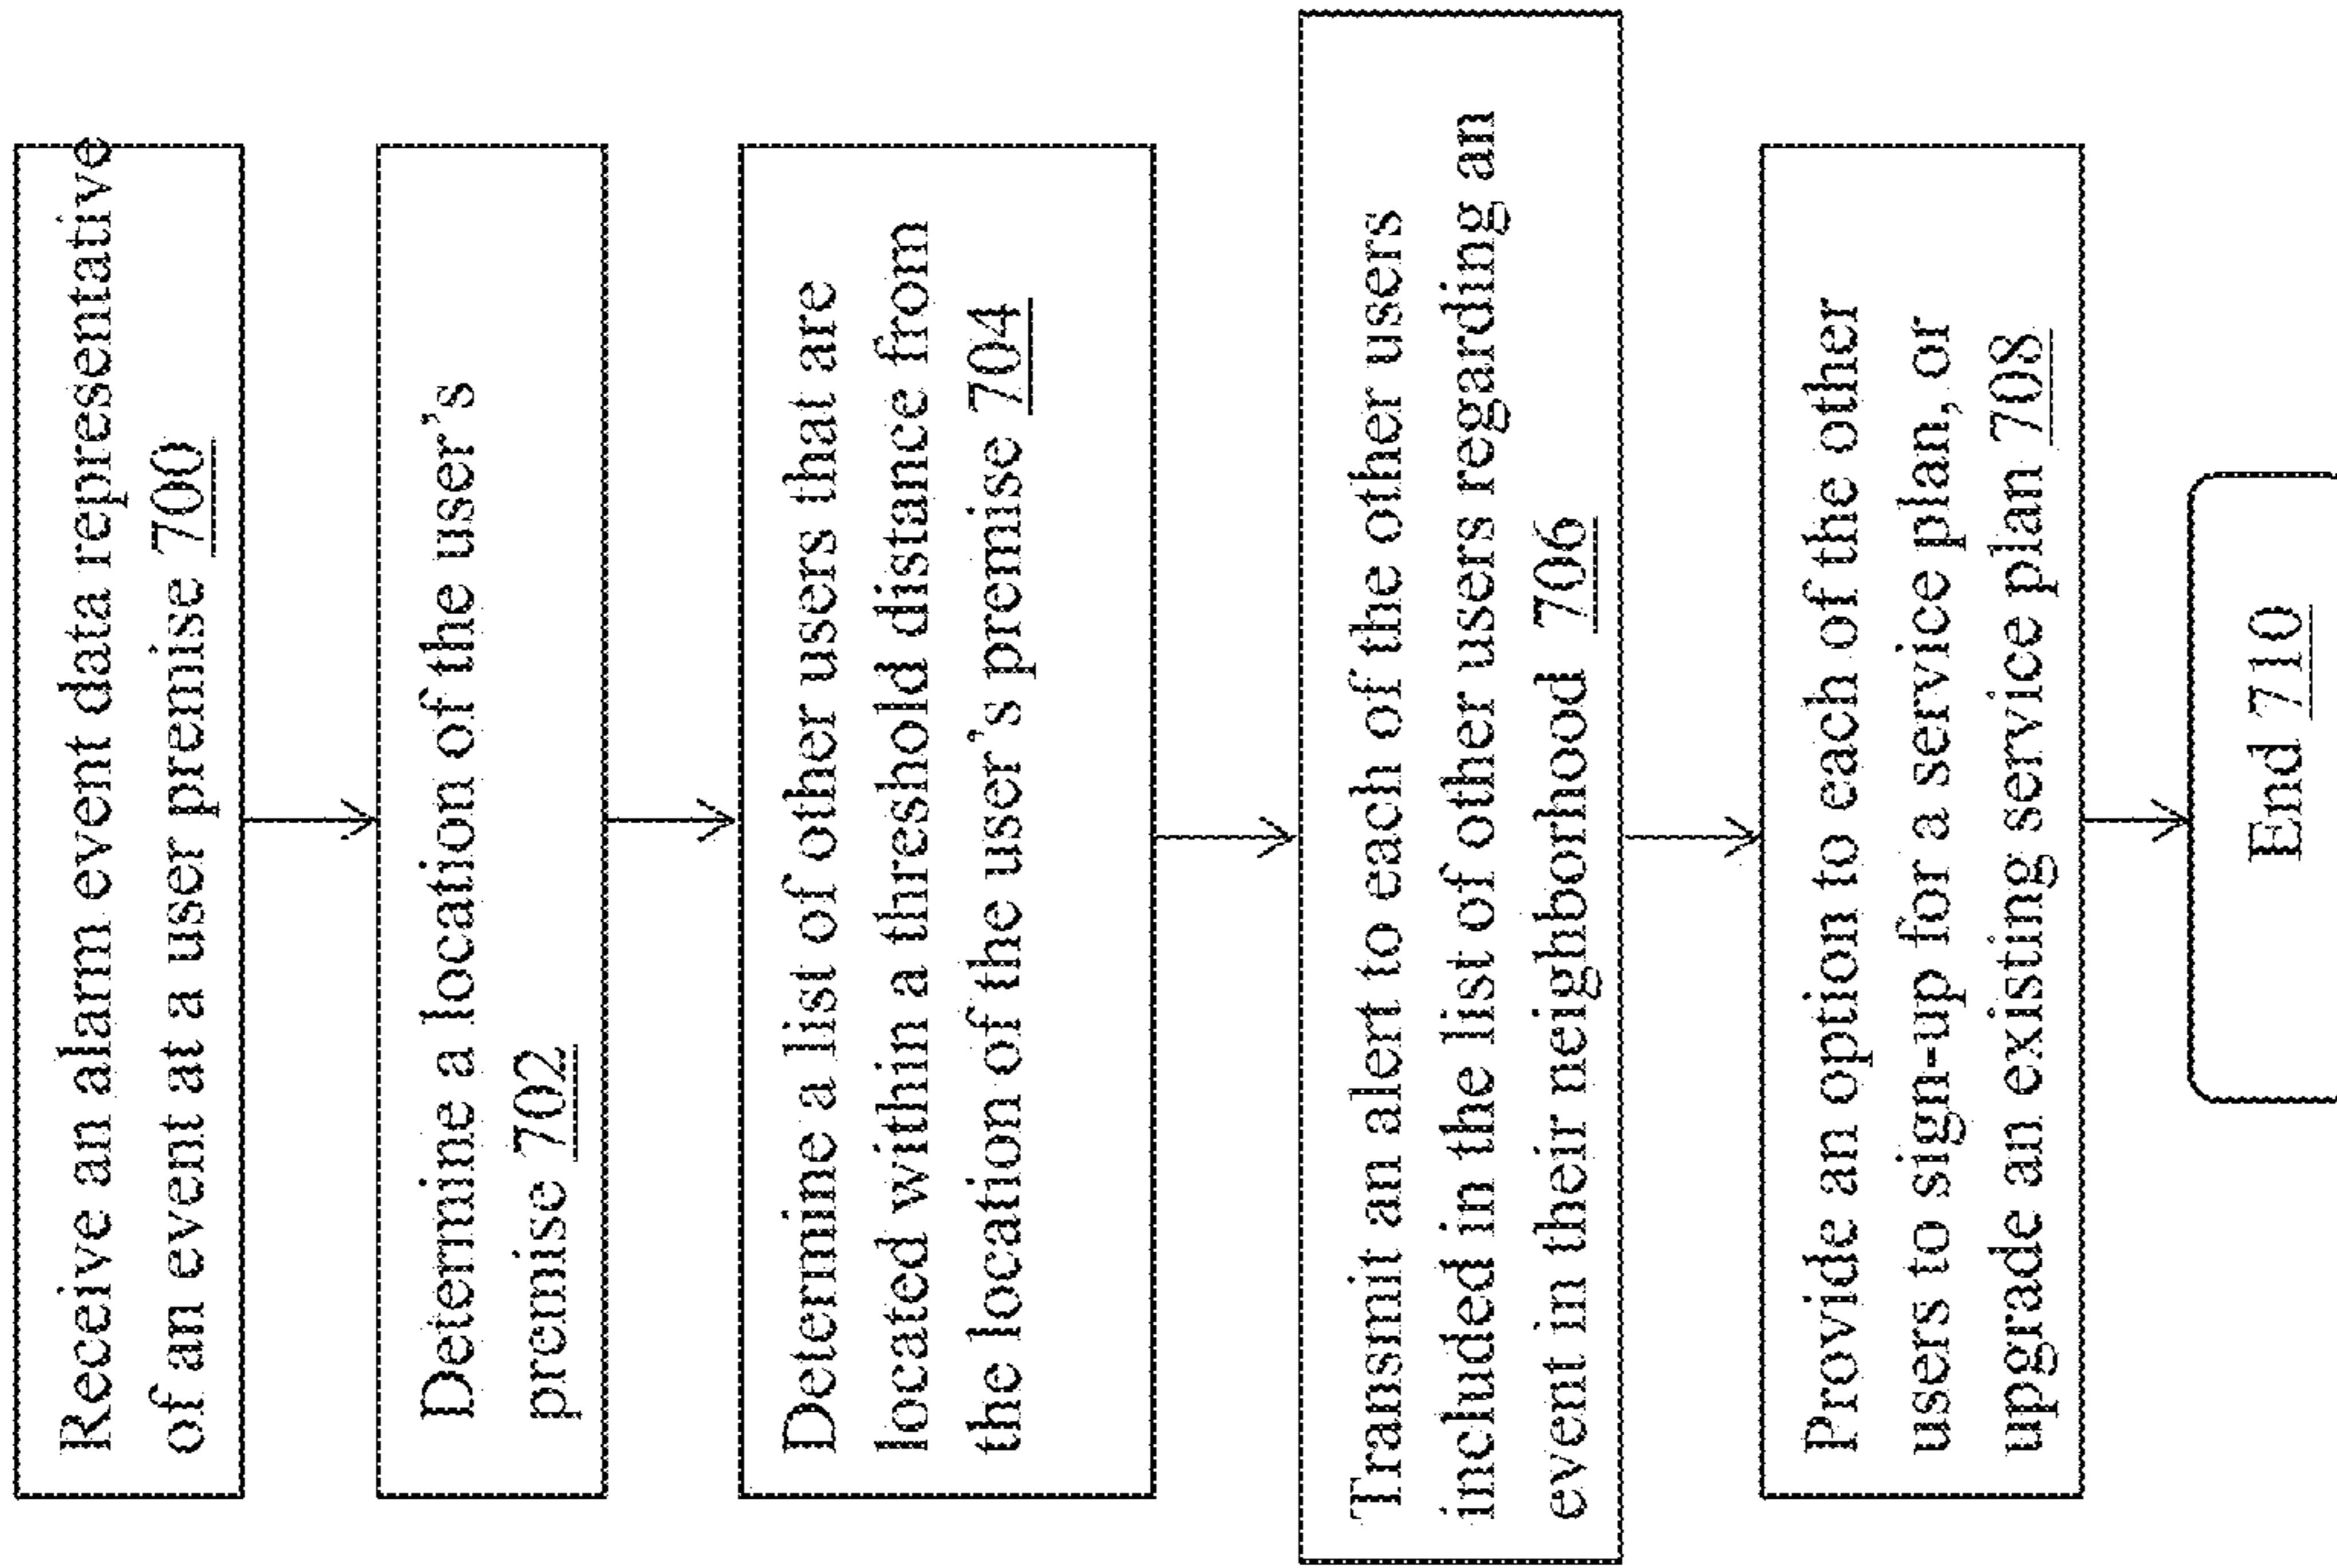 Receive an alarm event data representative
of an event at a user premise 700
Determine a location of the user's
premise 702
Determine a list of other users that are
located within a threshold distance from
the location of the user's premise 704
Transmit an alert to each of the other users
included in the list of other users regarding an
event in their neighborhood 706
Provide an option to each of the other
users to sign-up for a service plan, or
upgrade an existing service plan 708
End 710